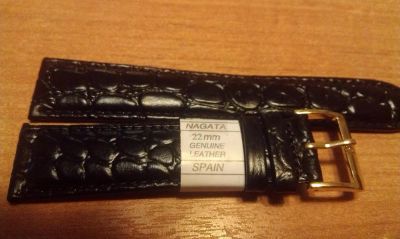 NAGATA
22mm
GENUINE
LEATHER
SPAIN